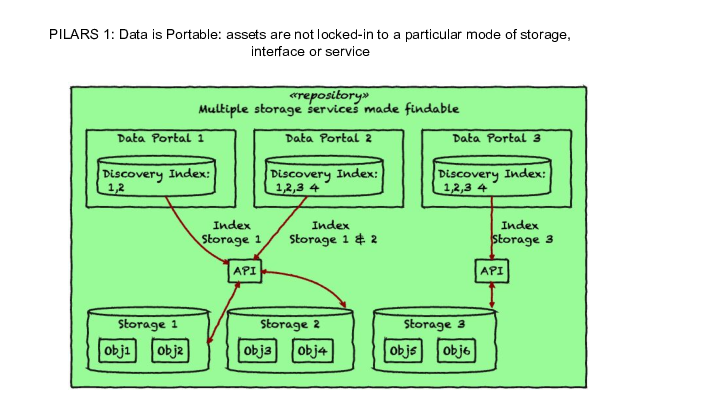 PILARS 1: Data is Portable: assets are not locked-in to a particular mode of storage,
interface or service
«repository»
Multiple storage services made findable
Data Portal 1
Discovery Index:
1,2
Data Portal 2
Discovery Index:
1,2,3 4
Data Portal 3
Discovery Index:
1,2,3 4
Index
Storage 1
Index
Storage 1 & 2
Index
Storage 3
API
API
Storage 1
Obj1
Obj2
Storage 2
Obj3
Obj4
Storage 3
Obj5
Obj6